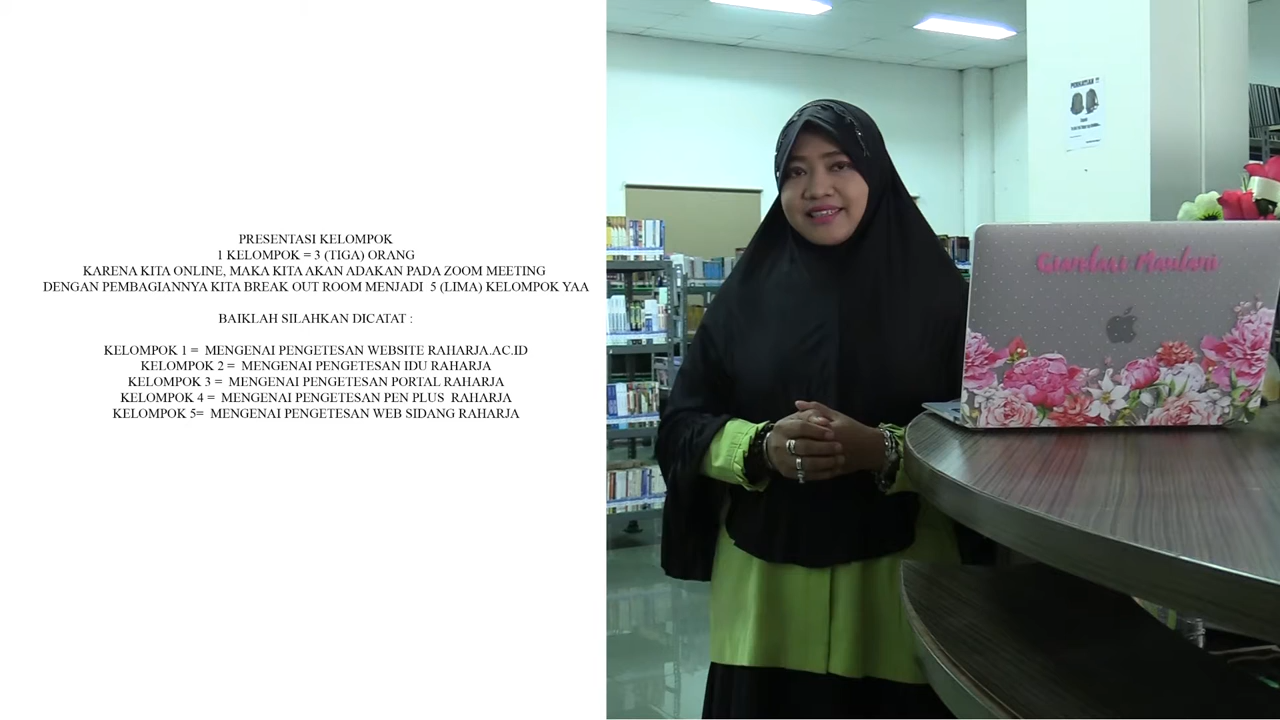 PRESENTASI KELOMPOK
1 KELOMPOK = 3 (TIGA) ORANG
KARENA KITA ONLINE, MAKA KITA AKAN ADAKAN PADA ZOOM MEETING
DENGAN PEMBAGIANNYA KITA BREAK OUT ROOM MENJADI  5 (LIMA) KELOMPOK YAA
BAIKLAH SILAHKAN DICATAT :
KELOMPOK 1 =  MENGENAI PENGETESAN WEBSITE RAHARJA.AC.ID
KELOMPOK 2 =  MENGENAI PENGETESAN IDU RAHARJA
KELOMPOK 3 =  MENGENAI PENGETESAN PORTAL RAHARJA
KELOMPOK 4 =  MENGENAI PENGETESAN PEN PLUS  RAHARJA
KELOMPOK 5=  MENGENAI PENGETESAN WEB SIDANG RAHARJA
PERHATIAN !!
Giandari Maulani